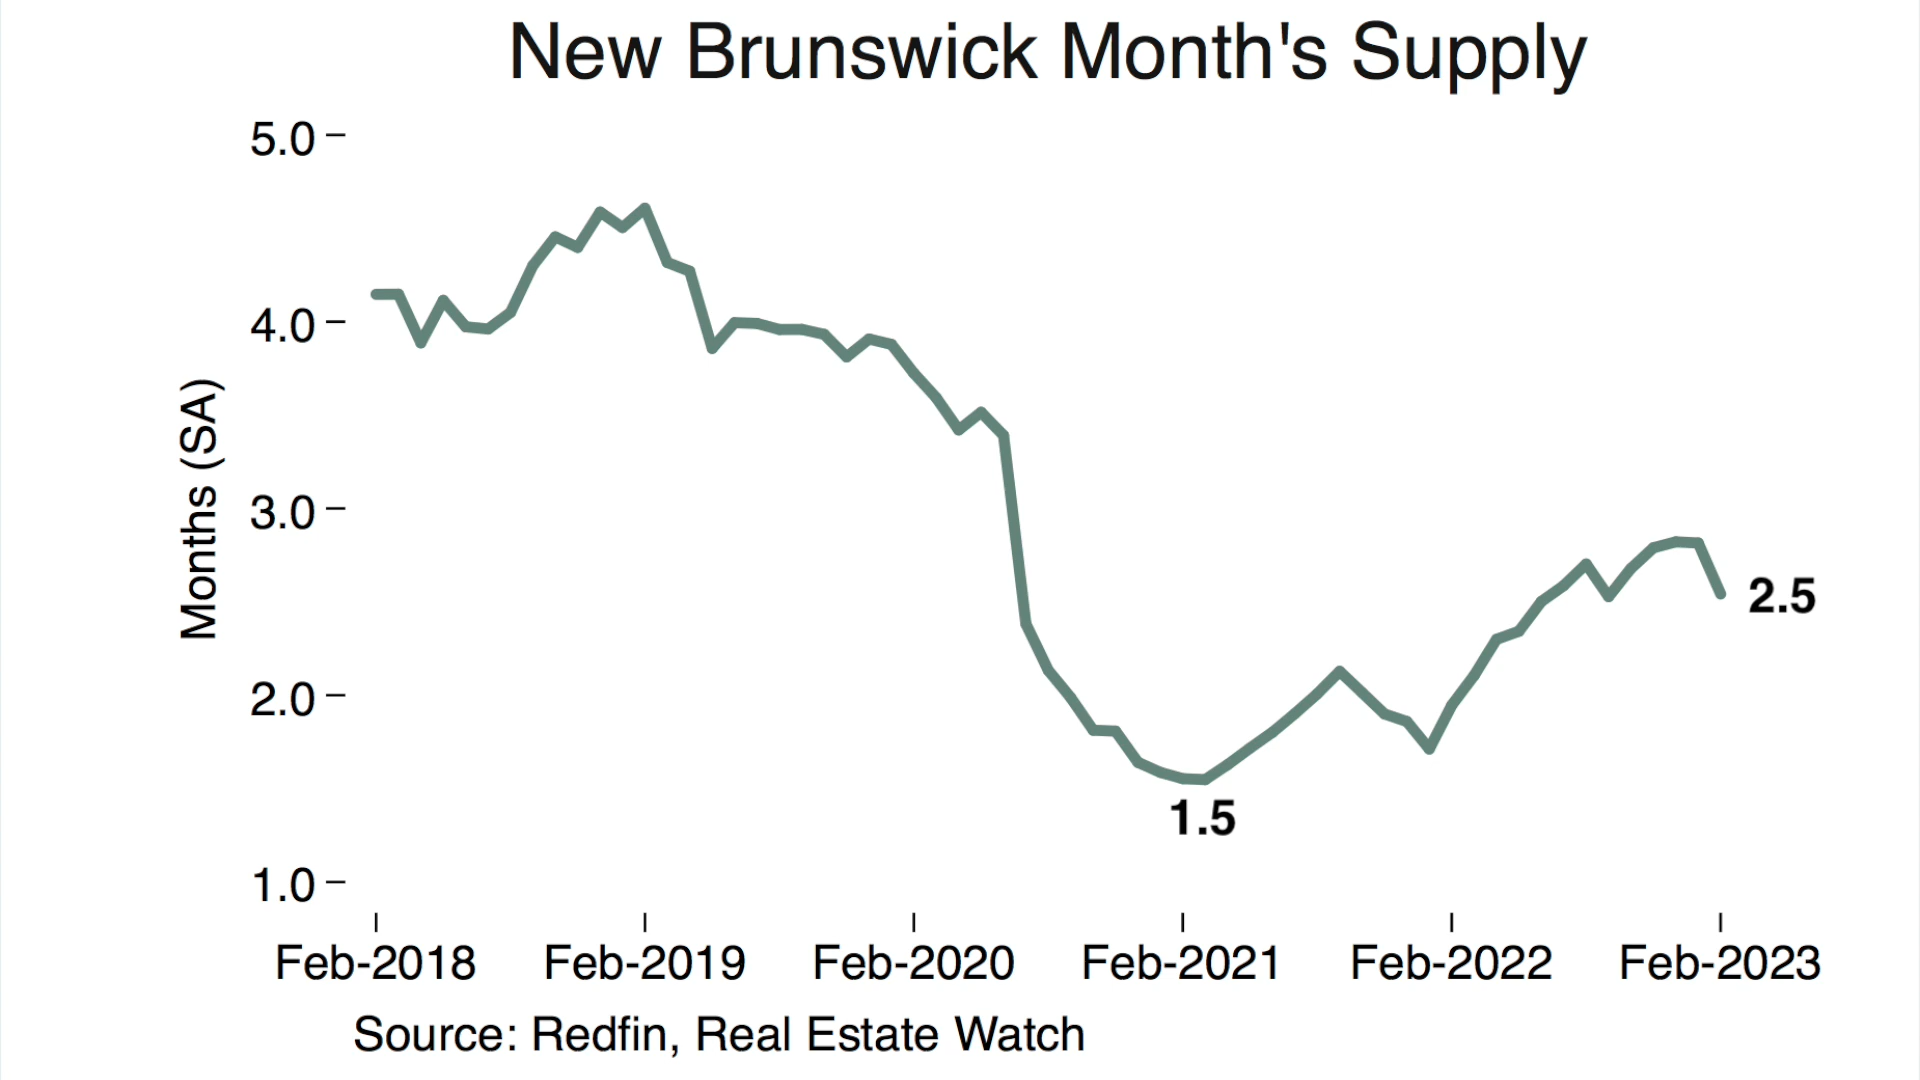 New Brunswick Month's Supply
5.0
4.0
3.0
2.0
1.0
Months (SA)
2.5
1.5
Feb-2018 Feb-2019 Feb-2020 Feb-2021 Feb-2022 Feb-2023
Source: Redfin, Real Estate Watch